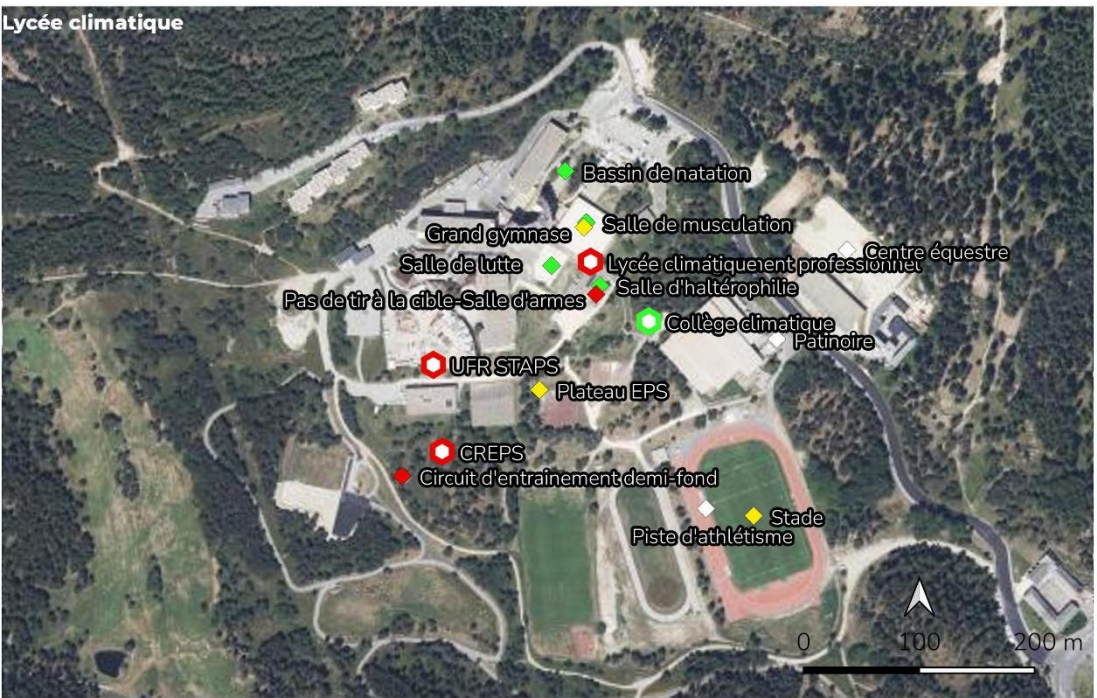 Lycée climatique
Bassin de natation
Salle de musculation
Grand gymnase
Centre équestre
Lycée climatique
Salle de lutte
Salle d'haltérophilie
Pas de tir à la cible-Salle d'armes
Collège climatique
Patinoire
UFR STAPS
Plateau EPS
CREPS
Circuit d'entrainement demi-fond
Stade
Piste d'athlétisme
0 100 200 m